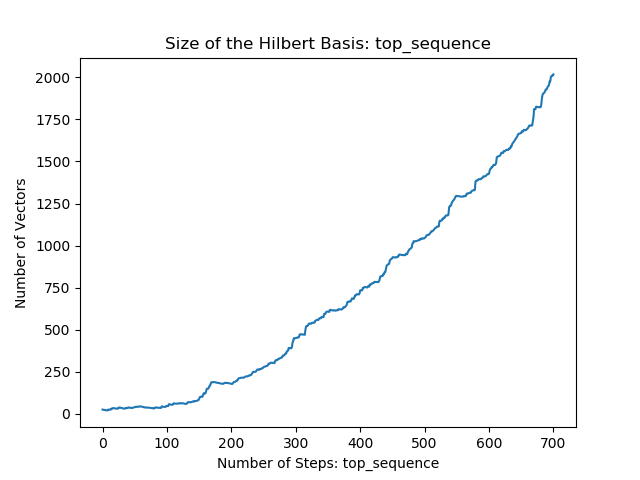 Size of the Hilbert Basis: top_sequence
Number of Vectors
2000
1750
1500
1250
1000
750
500
250
0
0 100 200 300 400 500 600 700
Number of Steps: top_sequence